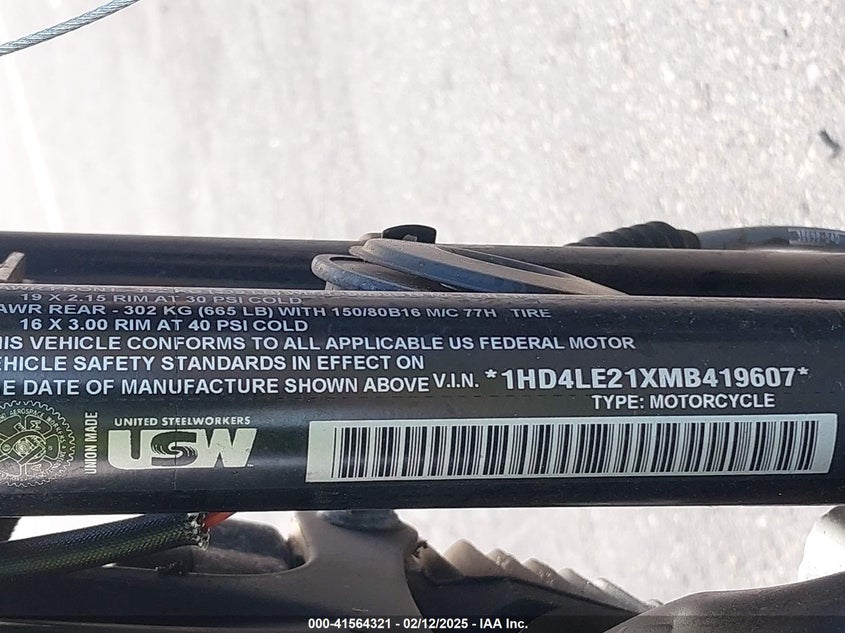 19 X 2.15 RIM AT 30 PSI COLD
AWR REAR - 302 KG (665 LB) WITH 150/80B16 M/C 77H TIRE
16 X 3.00 RIM AT 40 PSI COLD
HIS VEHICLE CONFORMS TO ALL APPLICABLE US FEDERAL MOTOR
EHICLE SAFETY STANDARDS IN EFFECT ON
E DATE OF MANUFACTURE SHOWN ABOVE V.I.N. *1HD4LE21XMB419607*
TYPE: MOTORCYCLE
UNION MADE
UNITED STEELWORKERS
USW
000-41564321 - 02/12/2025 - IAA Inc.